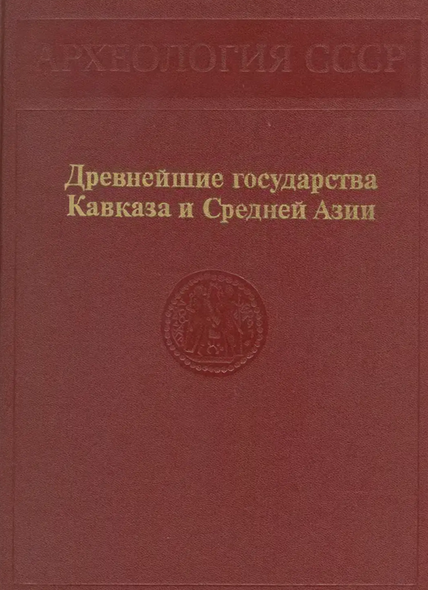 АРХЕОЛОГИЯ СССР
Древнейшие государства
Кавказа и Средней Азии